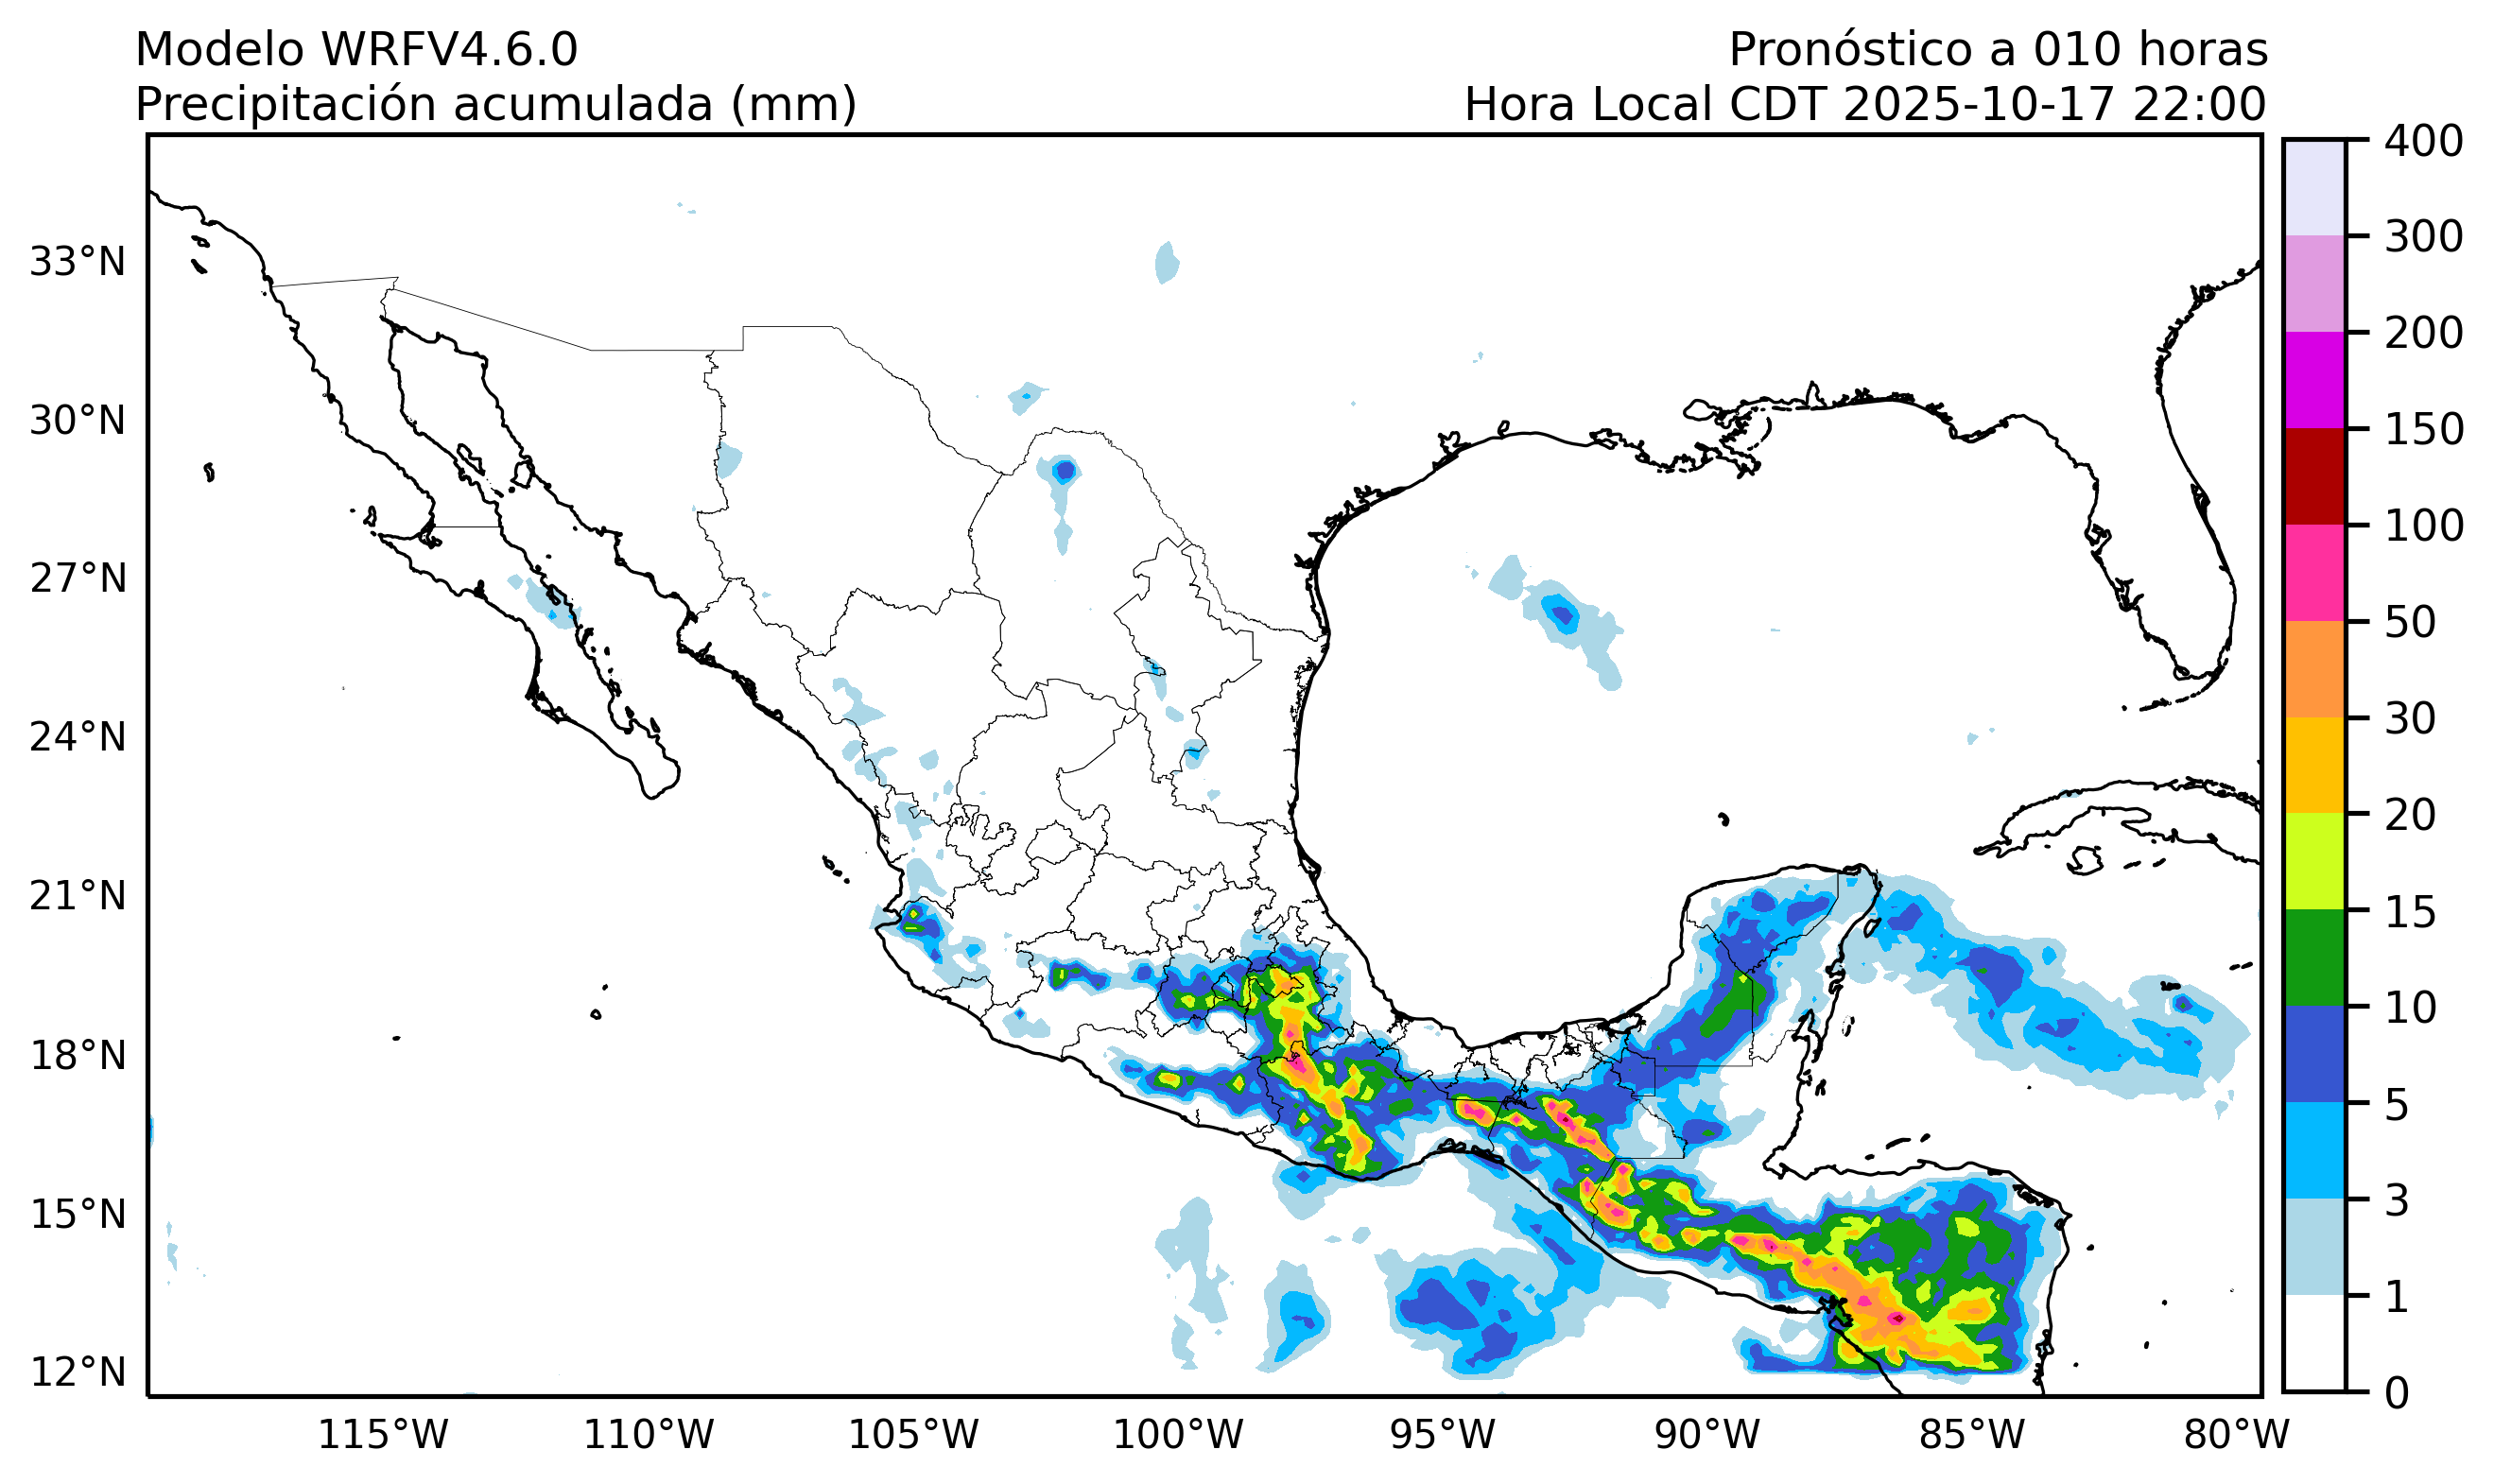 Modelo WRFV4.6.0
Pronóstico a 010 horas
Precipitación acumulada (mm)
Hora Local CDT 2025-10-17 22:00
400
300
200
150
100
50
30
20
15
10
5
3
1
0
33°N
30°N
27°N
24°N
21°N
18°N
15°N
12°N
115°W
110°W
105°W
100°W
95°W
90°W
85°W
80°W